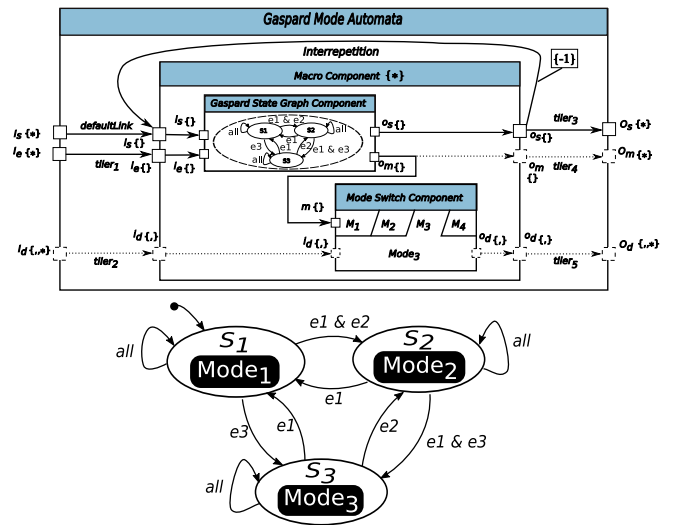 Gaspard Mode Automata
Interrepetition
{-1}
Macro Component {*}
Gaspard State Graph Component
Is {*}
defaultLink
Is {}
Is {}
os {}
os {}
tiler3
Os {*}
Ie {*}
tiler1
Ie {}
Ie {}
om {}
om
{}
tiler4
Om {*}
all
S1
e1 & e2
S2
all
e1
e3
e1
e2
e1 & e3
all
S3
Mode Switch Component
m {}
M1
M2
M3
M4
Mode3
Id {,,*}
tiler2
Id {,}
Id {,}
od {,}
od {,}
tiler5
Od {,,*}
e1 & e2
all
S1
Mode1
S2
Mode2
all
e1
e3
e1
e2
e1 & e3
all
S3
Mode3